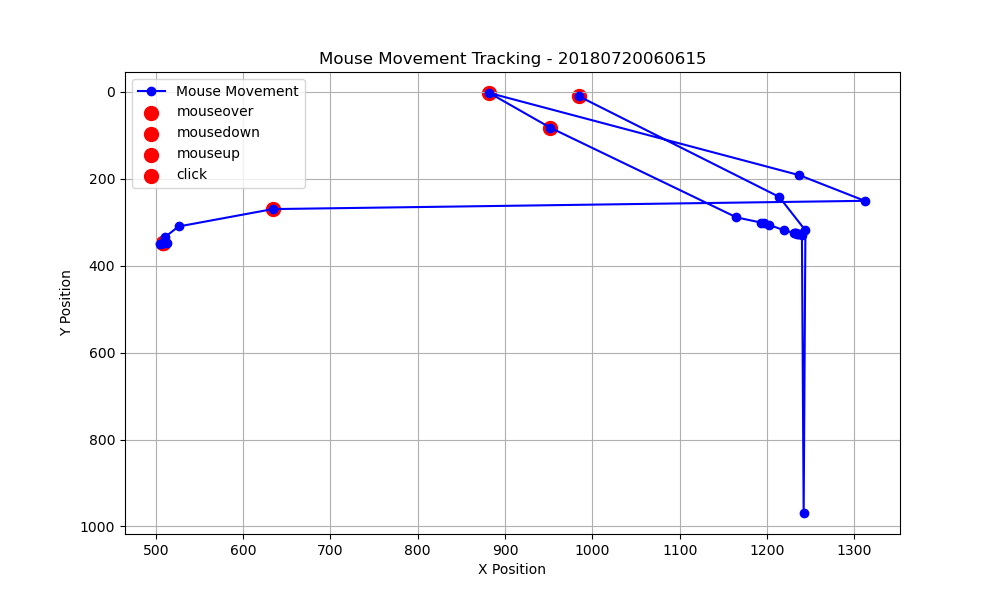 Mouse Movement Tracking - 20180720060615
Mouse Movement
mouseover
mousedown
mouseup
click
0
200
400
600
800
1000
Y Position
500 600 700 800 900 1000 1100 1200 1300
X Position